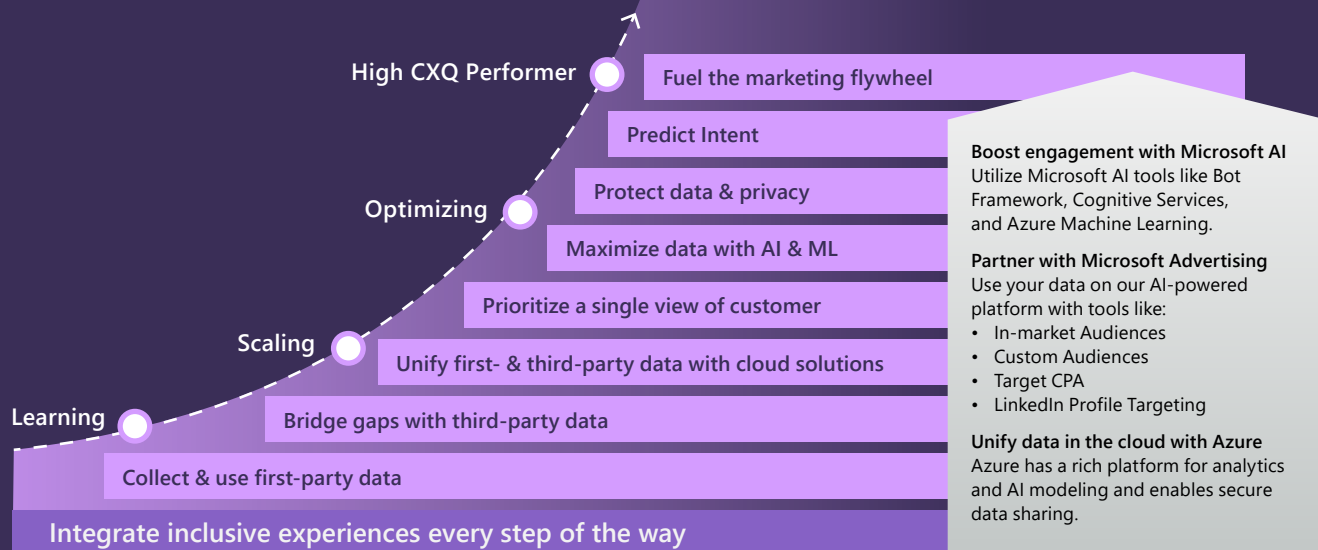 High CXQ Performer
Fuel the marketing flywheel
Predict Intent
Protect data & privacy
Optimizing
Maximize data with AI & ML
Prioritize a single view of customer
Scaling
Unify first- & third-party data with cloud solutions
Learning
Bridge gaps with third-party data
Collect & use first-party data
Integrate inclusive experiences every step of the way
Boost engagement with Microsoft AI
Utilize Microsoft AI tools like Bot
Framework, Cognitive Services,
and Azure Machine Learning.
Partner with Microsoft Advertising
Use your data on our AI-powered
platform with tools like:
• In-market Audiences
• Custom Audiences
• Target CPA
• LinkedIn Profile Targeting
Unify data in the cloud with Azure
Azure has a rich platform for analytics
and AI modeling and enables secure
data sharing.